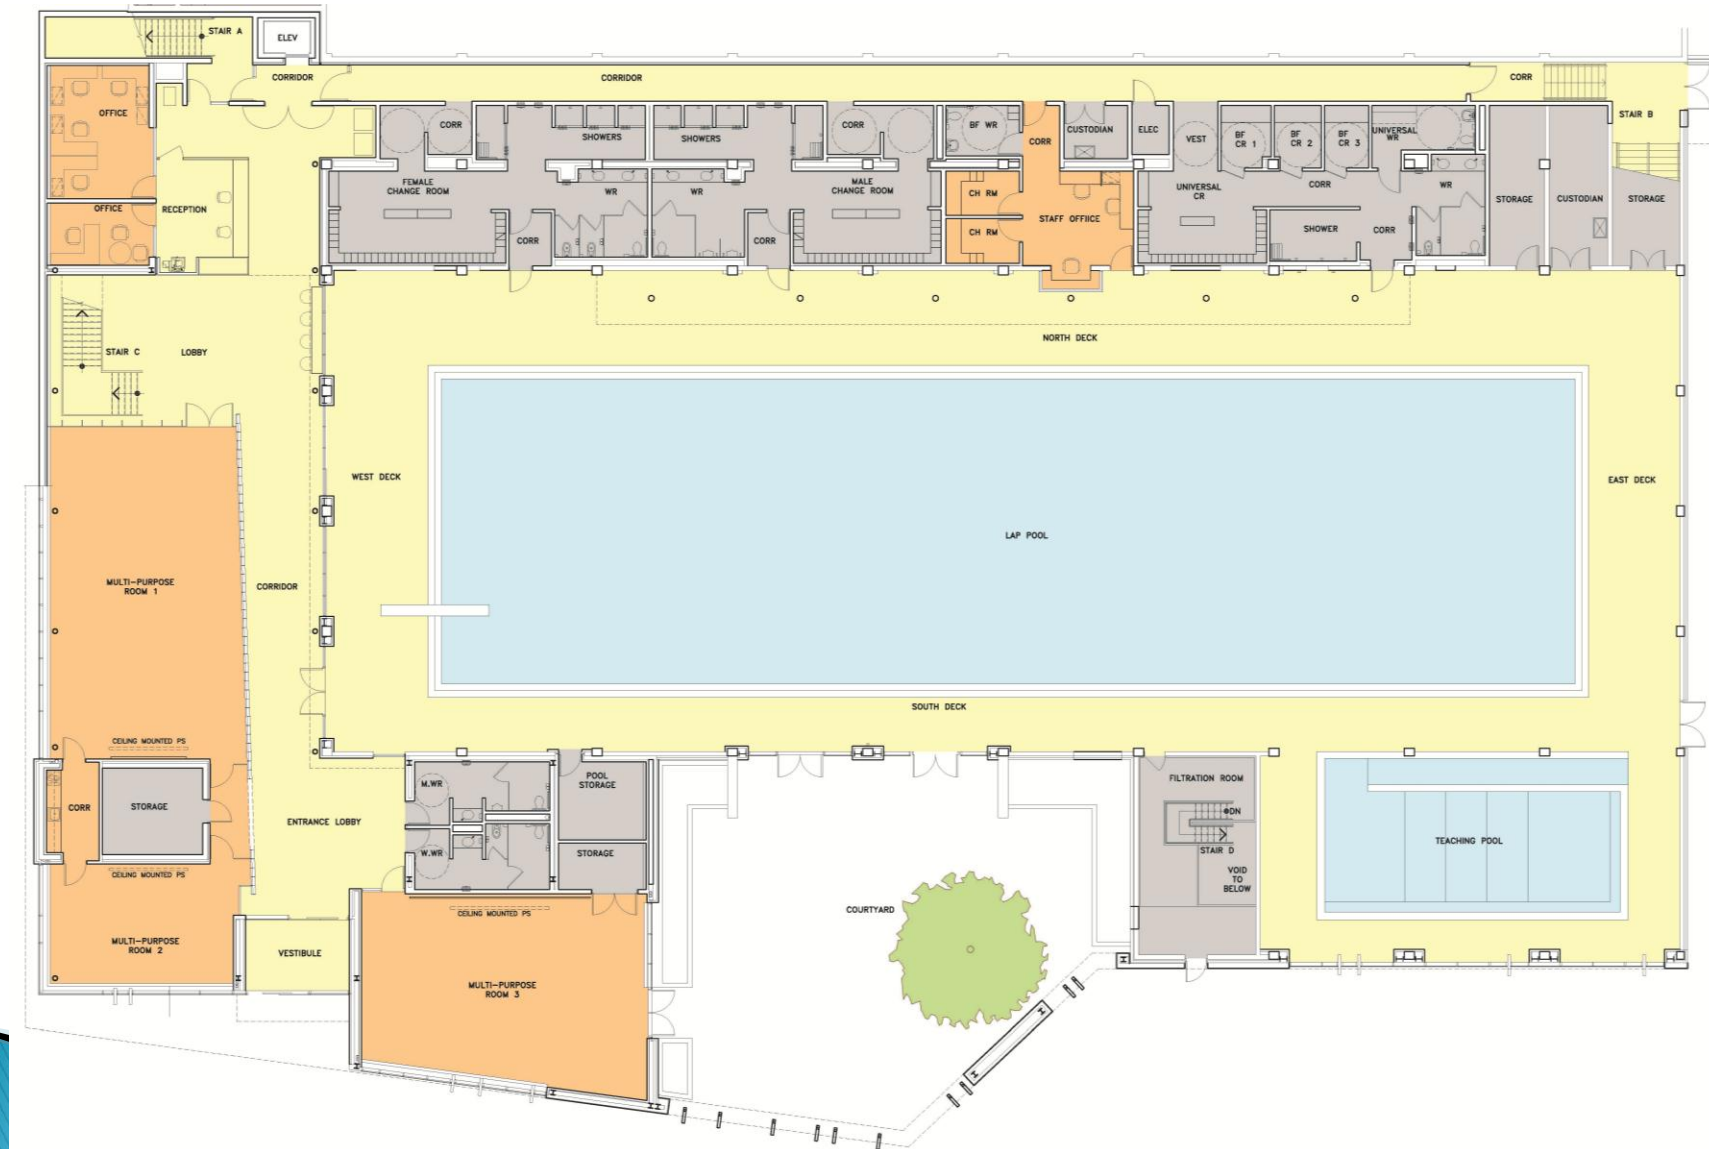 STAIR A
ELEV
CORRIDOR
CORRIDOR
CORR
STAIR B
OFFICE
OFFICE
RECEPTION
CORR
SHOWERS
FEMALE
CHANGE ROOM
WR
CORR
SHOWERS
WR
CORR
CORR
MALE
CHANGE ROOM
BF WR
CORR
CUSTODIAN
ELEC
CH RM
CH RM
STAFF OFFICE
VEST
BF
CR 1
BF
CR 2
BF
CR 3
UNIVERSAL
WR
UNIVERSAL
CR
CORR
WR
SHOWER
CORR
STORAGE
CUSTODIAN
STORAGE
STAIR C
LOBBY
NORTH DECK
WEST DECK
EAST DECK
LAP POOL
MULTI-PURPOSE
ROOM 1
CORRIDOR
SOUTH DECK
CEILING MOUNTED PS
CORR
STORAGE
ENTRANCE LOBBY
M.WR
W.WR
POOL
STORAGE
STORAGE
FILTRATION ROOM
DN
STAIR D
VOID
TO
BELOW
TEACHING POOL
CEILING MOUNTED PS
CEILING MOUNTED PS
COURTYARD
MULTI-PURPOSE
ROOM 2
VESTIBULE
MULTI-PURPOSE
ROOM 3